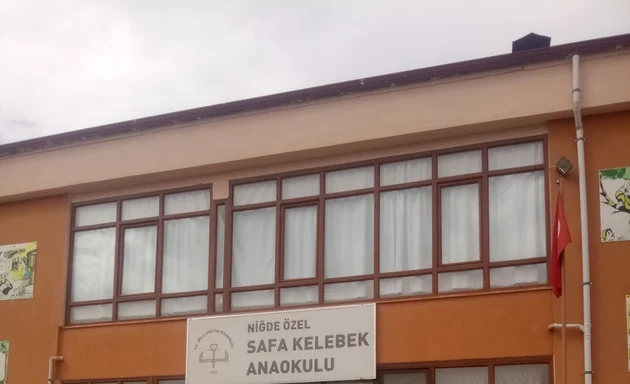 NİĞDE ÖZEL
SAFA KELEBEK
ANAOKULU